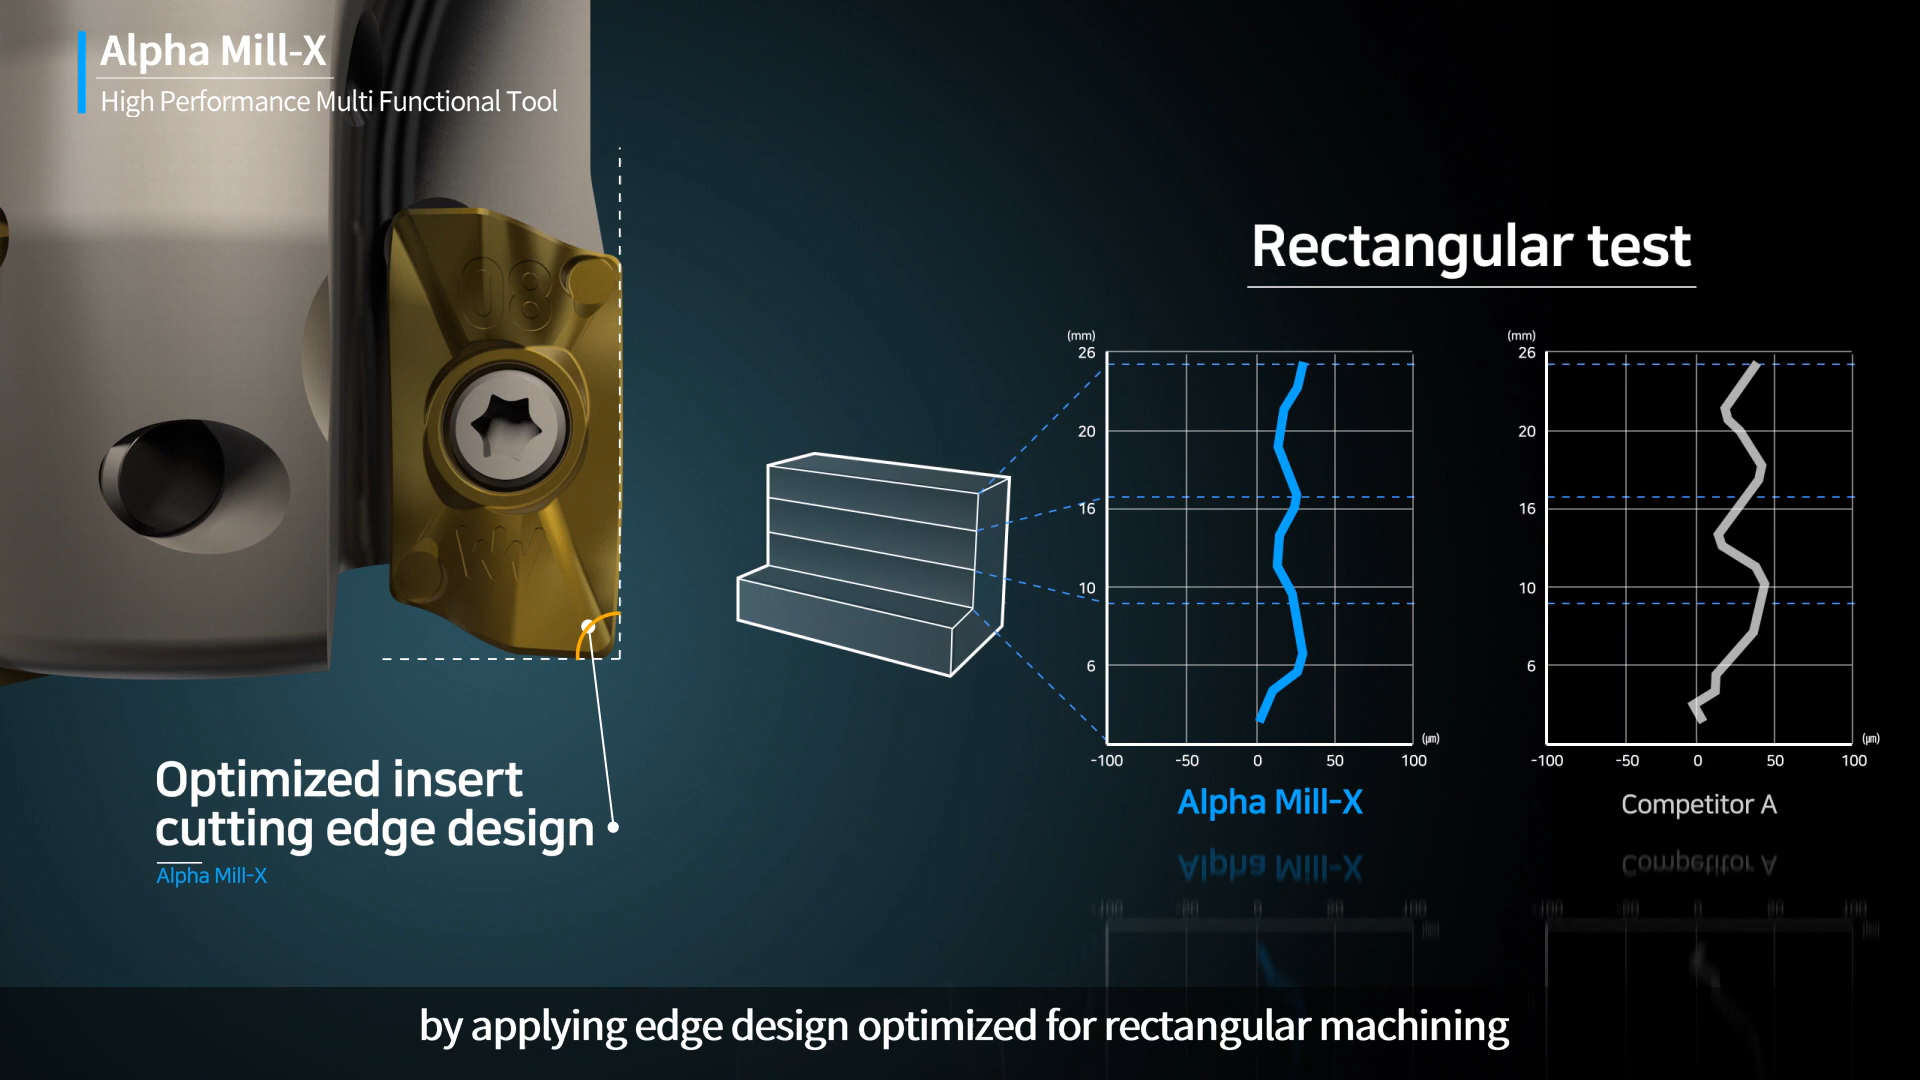 Alpha Mill-X
High Performance Multi Functional Tool
08
WM
Rectangular test
(mm)
26
20
16
10
6
-100 -50 0 50 100
(μm)
Alpha Mill-X
(mm)
26
20
16
10
6
-100 -50 0 50 100
(μm)
Competitor A
Optimized insert
cutting edge design
Alpha Mill-X
by applying edge design optimized for rectangular machining